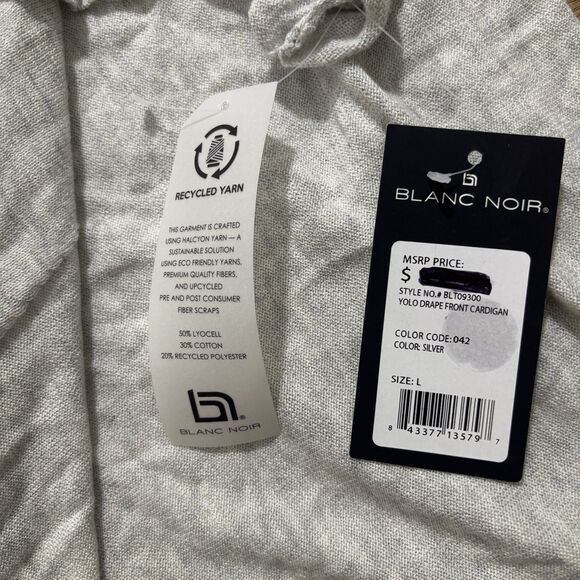 RECYCLED YARN
THIS GARMENT IS CRAFTED
USING HALCYON YARN — A
SUSTAINABLE SOLUTION
USING ECO FRIENDLY YARNS,
PREMIUM QUALITY FIBERS,
AND UPCYCLED
PRE AND POST CONSUMER
FIBER SCRAPS
50% LYOCELL
30% COTTON
20% RECYCLED POLYESTER
BLANC NOIR
BLANC NOIR®
MSRP PRICE:
$
STYLE NO.# BLT09300
YOLO DRAPE FRONT CARDIGAN
COLOR CODE: 042
COLOR: SILVER
SIZE: L
8 43377 13579 7